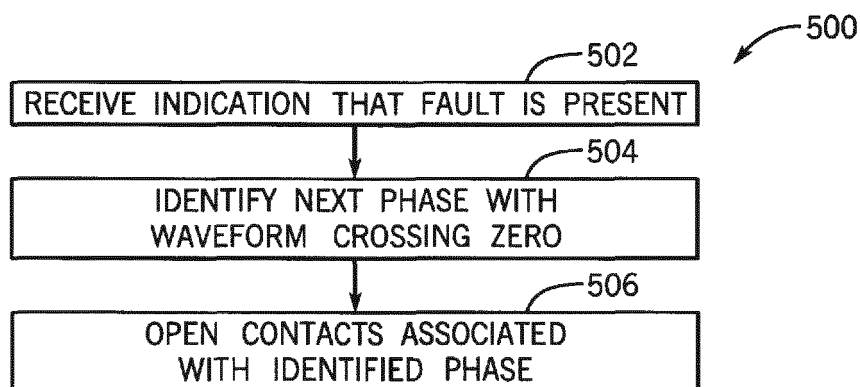 500
502
RECEIVE INDICATION THAT FAULT IS PRESENT
504
IDENTIFY NEXT PHASE WITH
WAVEFORM CROSSING ZERO
506
OPEN CONTACTS ASSOCIATED
WITH IDENTIFIED PHASE